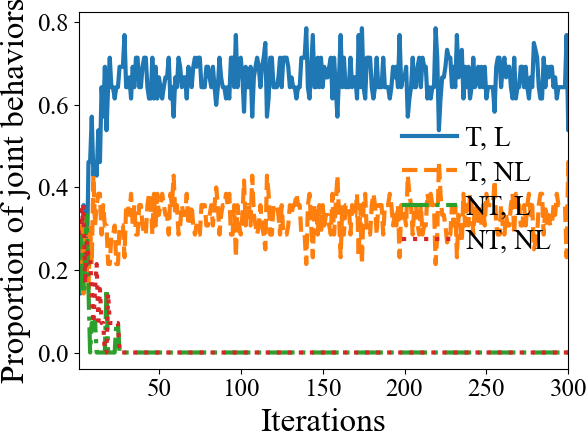 Proportion of joint behaviors
0.8
0.6
0.4
0.2
0.0
T, L
T, NL
NT, L
NT, NL
50
100
150
200
250
300
Iterations